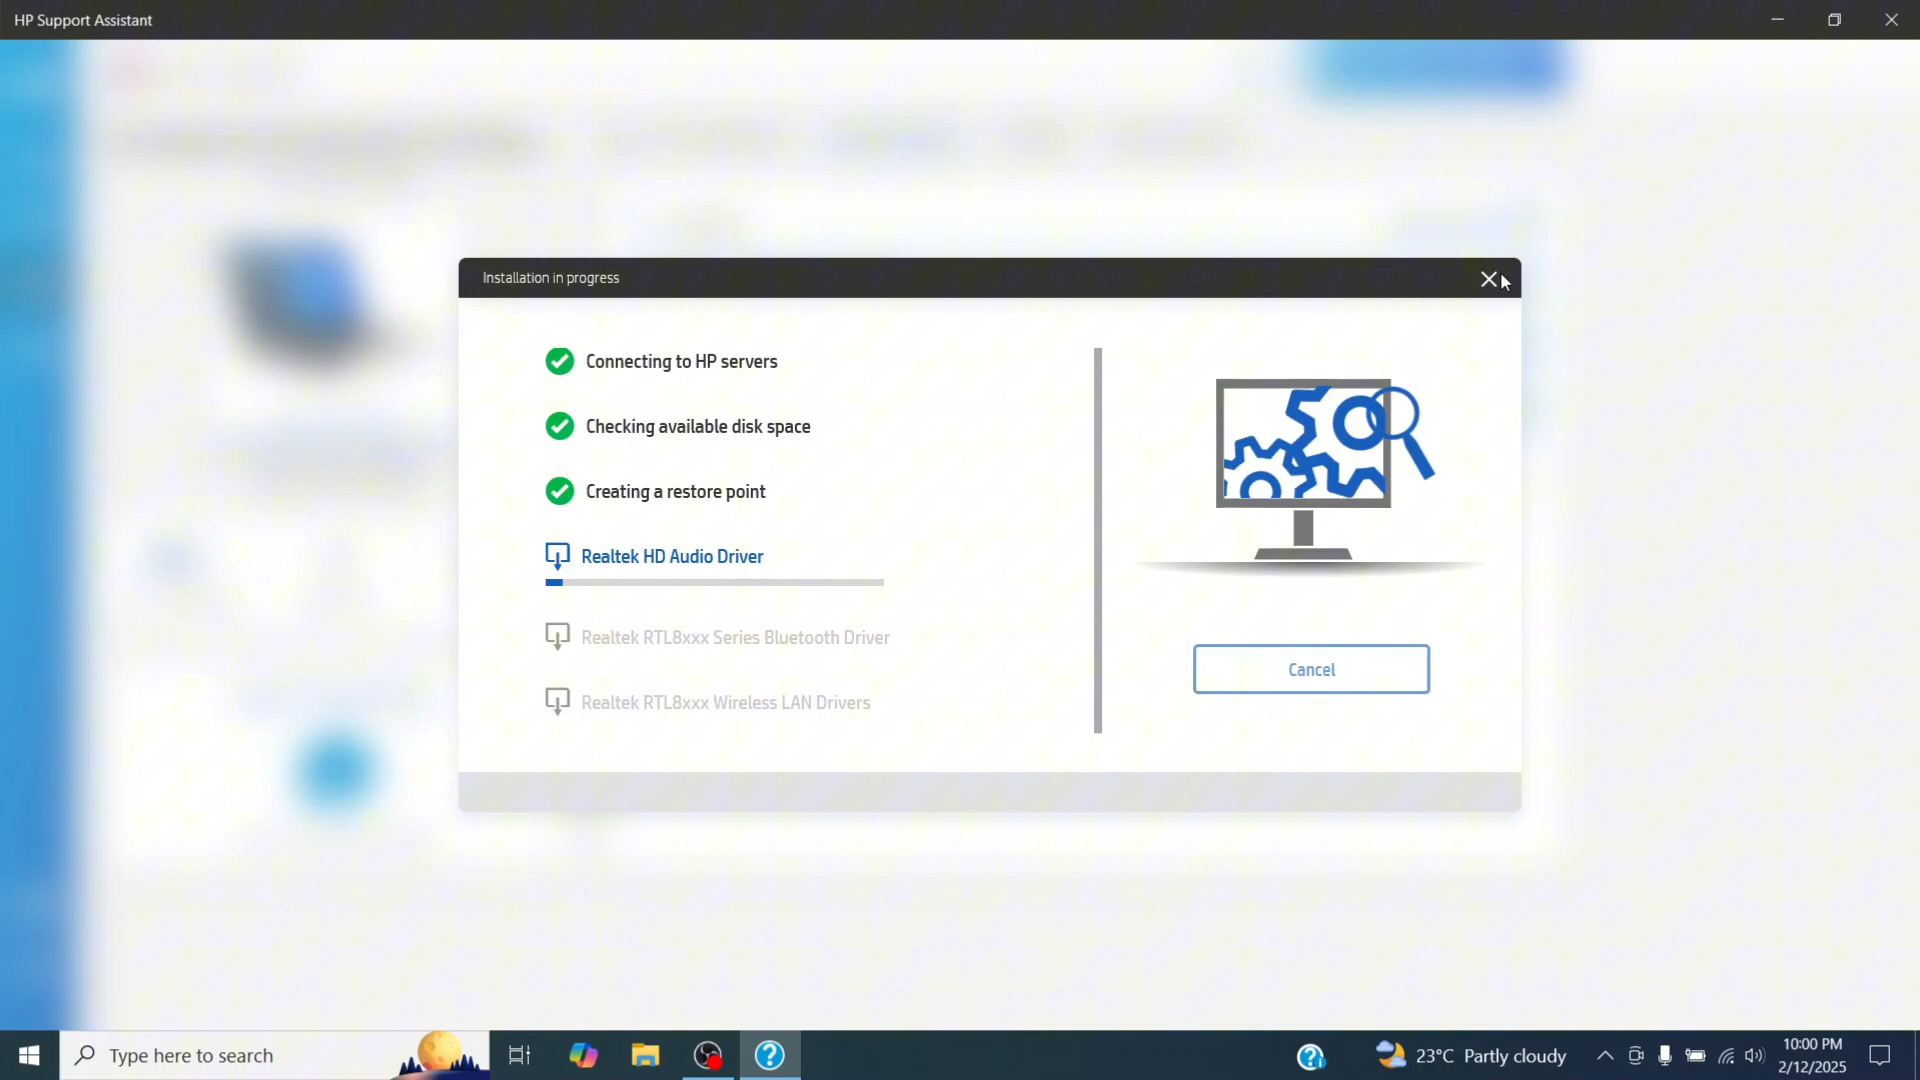 HP Support Assistant
Installation in progress
Connecting to HP servers
Checking available disk space
Creating a restore point
Realtek HD Audio Driver
Realtek RTL8xxx Series Bluetooth Driver
Realtek RTL8xxx Wireless LAN Drivers
Cancel
Type here to search
23°C Partly cloudy
10:00 PM
2/12/2025